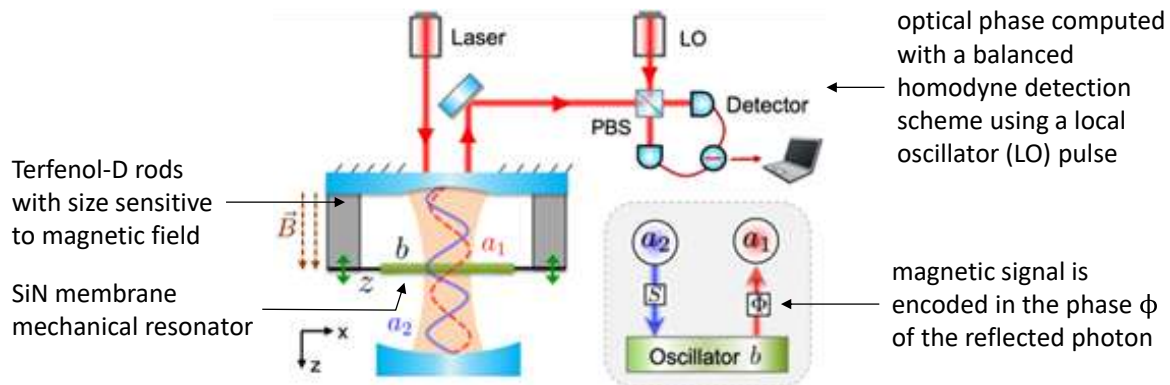 Laser
LO
optical phase computed
with a balanced
homodyne detection
scheme using a local
oscillator (LO) pulse
Detector
PBS
Terfenol-D rods
with size sensitive
to magnetic field
B
b
a1
z
SiN membrane
mechanical resonator
a2
x
z
a2
a1
S
Φ
Oscillator b
magnetic signal is
encoded in the phase ϕ
of the reflected photon